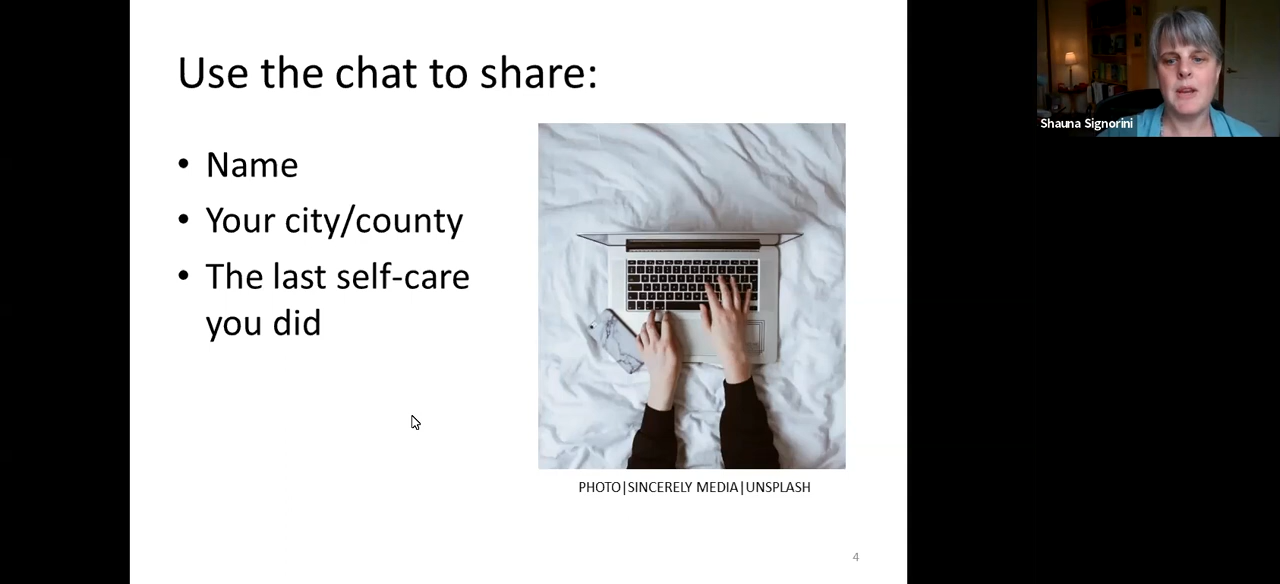 Use the chat to share:
• Name
• Your city/county
• The last self-care
you did
PHOTO|SINCERELY MEDIA|UNSPLASH
4
Shauna Signorini